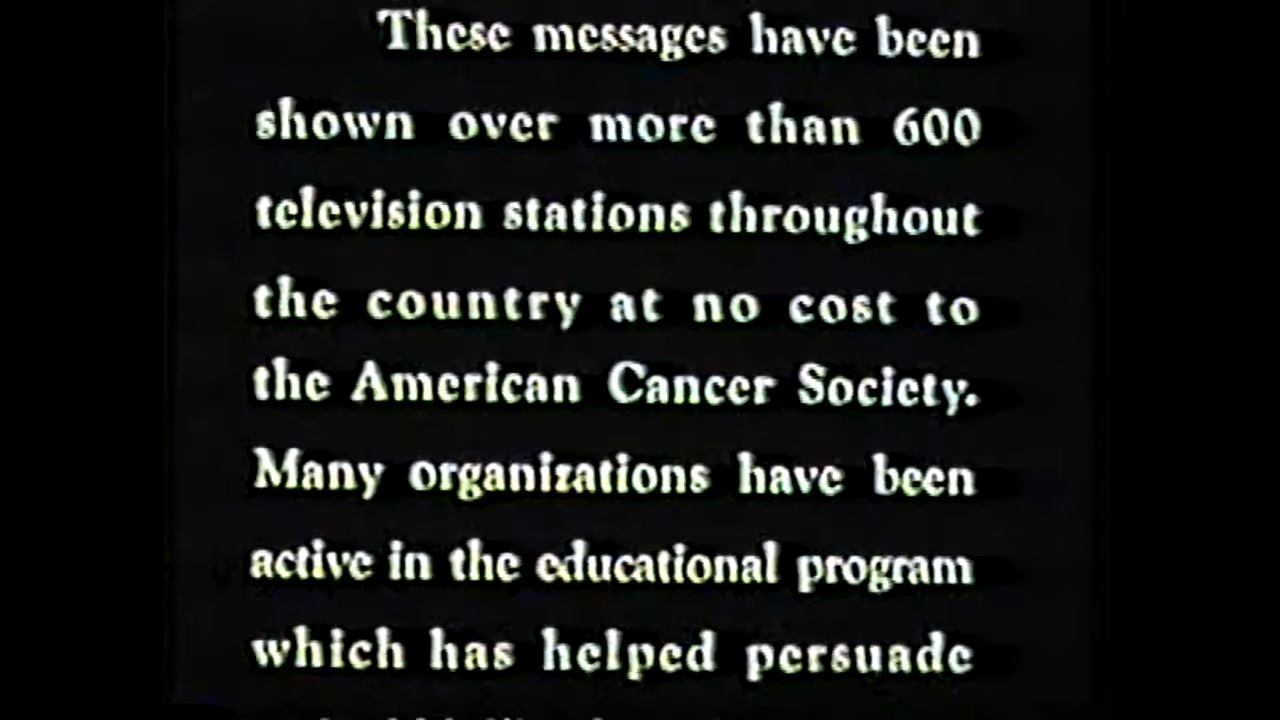 These messages have been
shown over more than 600
television stations throughout
the country at no cost to
the American Cancer Society.
Many organizations have been
active in the educational program
which has helped persuade